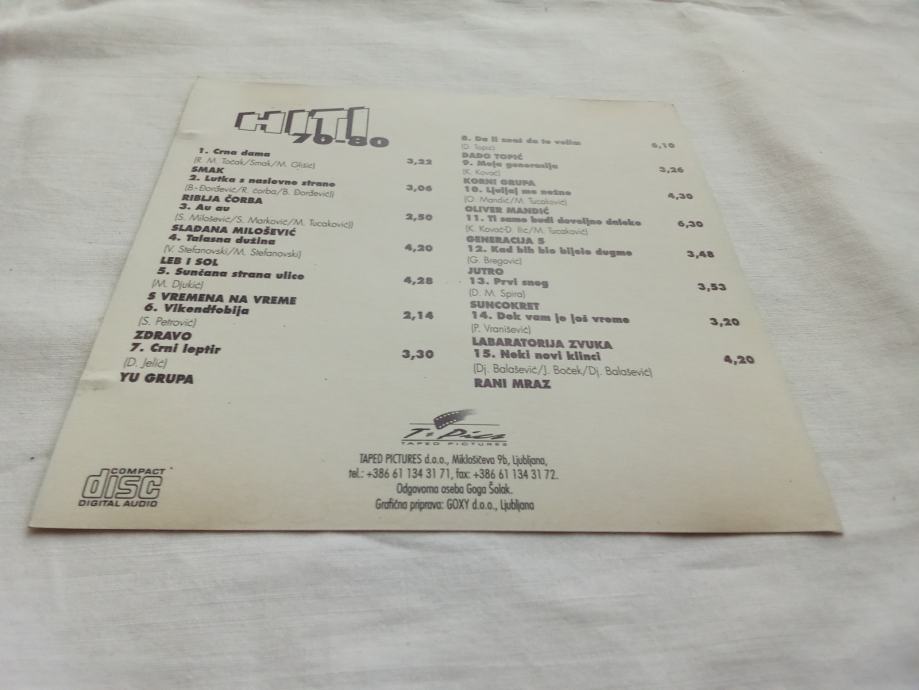 HITI
70-80
1. Crna dama 3,22
(R. M. Točak/Smak/M. Glišić)
SMAK
2. Lutka s naslovne strane 3,06
(B. Đorđević/R. čorba/B. Đorđević)
RIBLJA ČORBA
3. Au au 2,50
(S. Milošević/S. Marković/M. Tucaković)
SLAĐANA MILOŠEVIĆ
4. Talasna dužina 4,20
(V. Stefanovski/M. Stefanovski)
LEB I SOL
5. Sunčana strana ulice 4,28
(M. Djukić)
S VREMENA NA VREME
6. Vikendfobija 2,14
(S. Petrović)
ZDRAVO
7. Crni leptir 3,30
(D. Jelić)
YU GRUPA
8. Da li znaš da te volim 6,10
(D. Topić)
DADO TOPIĆ
9. Moja generacija 3,26
(K. Kovač)
KORNI GRUPA
10. Ljuljaj me nežno 4,30
(O. Mandić/M. Tucaković)
OLIVER MANDIĆ
11. Ti samo budi dovoljno daleko 6,30
(K. Kovač-D. Ilić/M. Tucaković)
GENERACIJA 5
12. Kad bih bio bijelo dugme 3,48
(G. Bregović)
JUTRO
13. Prvi sneg 3,53
(D. M. Spira)
SUNCOKRET
14. Dok vam je još vreme 3,20
(P. Vranišević)
LABARATORIJA ZVUKA
15. Neki novi klinci 4,20
(Dj. Balašević/J. Boček/Dj. Balašević)
RANI MRAZ
T&Pics
TAPED PICTURES
TAPED PICTURES d.o.o., Miklošičeva 9b, Ljubljana,
tel.: +386 61 134 31 71, fax: +386 61 134 31 72.
Odgovorna oseba Goga Šolak.
Grafična priprava: GOXY d.o.o., Ljubljana
COMPACT
disc
DIGITAL AUDIO